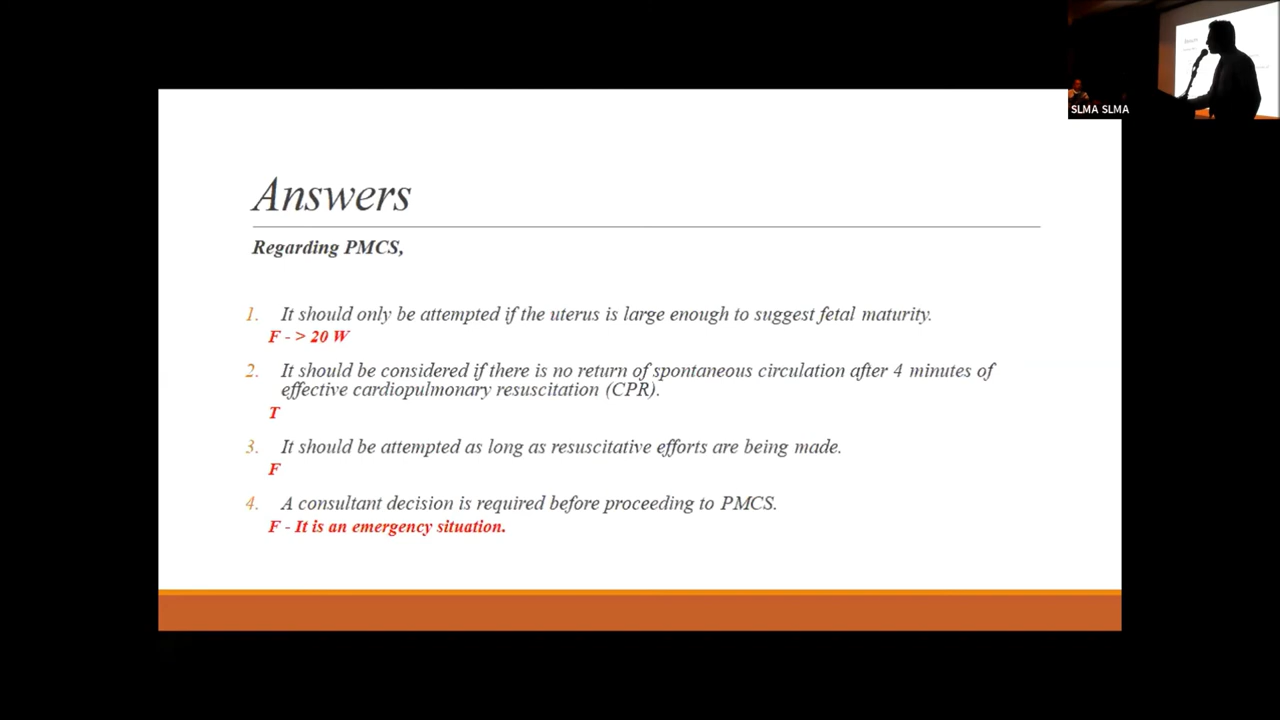 SLMA SLMA
Answers
Regarding PMCS,
1. It should only be attempted if the uterus is large enough to suggest fetal maturity.
F - > 20 W
2. It should be considered if there is no return of spontaneous circulation after 4 minutes of
effective cardiopulmonary resuscitation (CPR).
T
3. It should be attempted as long as resuscitative efforts are being made.
F
4. A consultant decision is required before proceeding to PMCS.
F - It is an emergency situation.